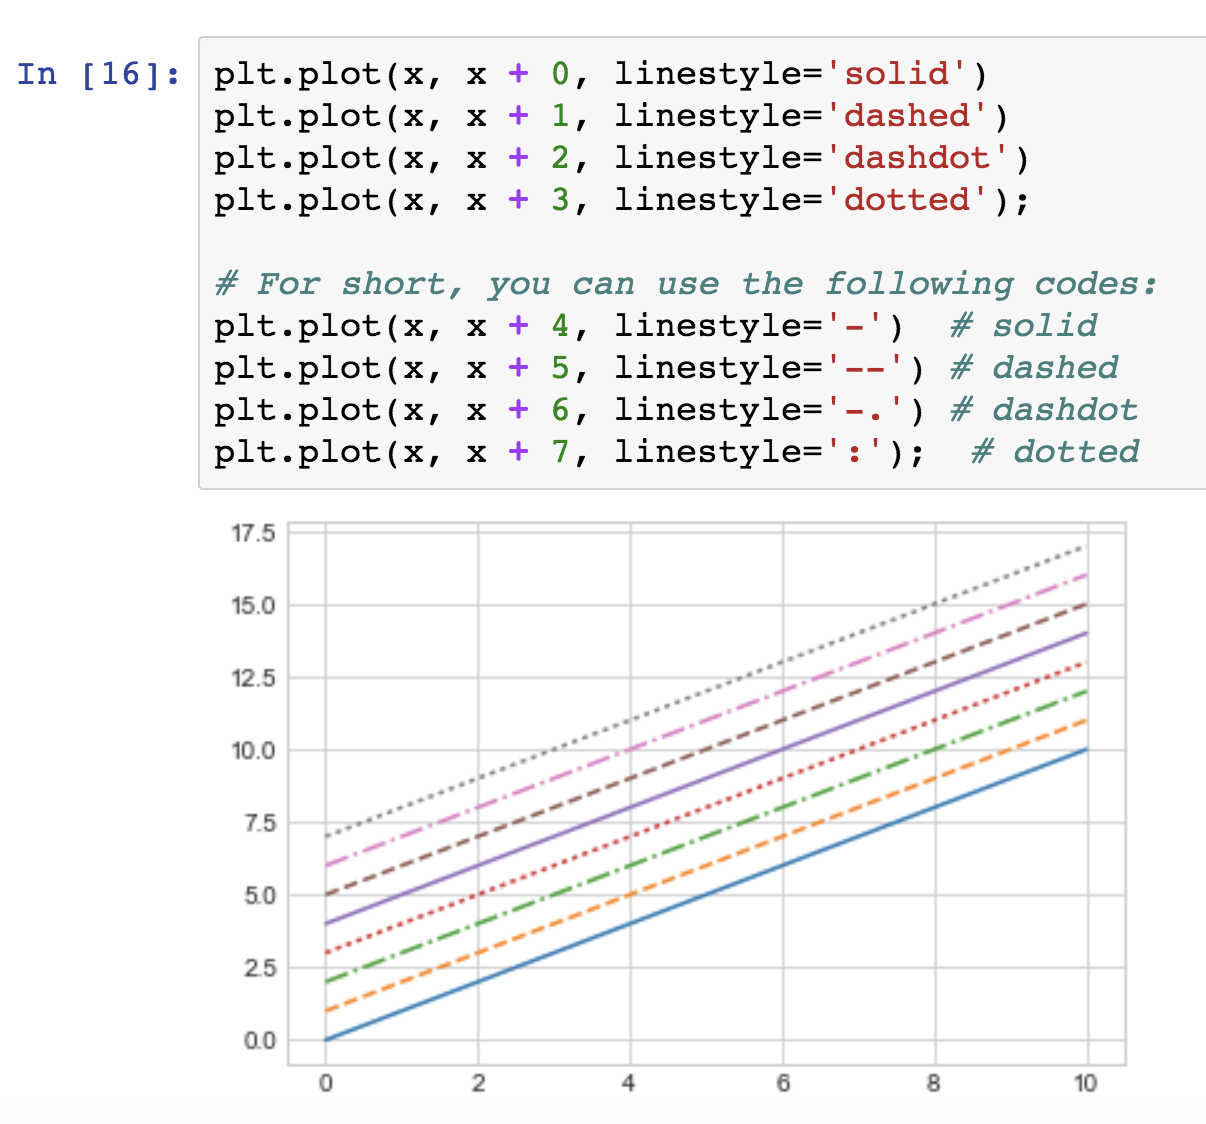 In [16]: plt.plot(x, x + 0, linestyle='solid')
plt.plot(x, x + 1, linestyle='dashed')
plt.plot(x, x + 2, linestyle='dashdot')
plt.plot(x, x + 3, linestyle='dotted');
# For short, you can use the following codes:
plt.plot(x, x + 4, linestyle='-')  # solid
plt.plot(x, x + 5, linestyle='--') # dashed
plt.plot(x, x + 6, linestyle='-.') # dashdot
plt.plot(x, x + 7, linestyle=':');  # dotted
17.5
15.0
12.5
10.0
7.5
5.0
2.5
0.0
0 2 4 6 8 10